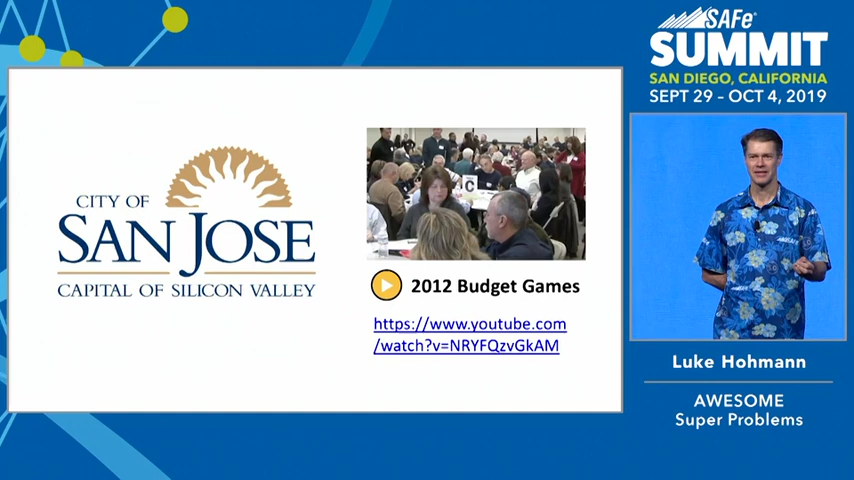 CITY OF
SAN JOSE
CAPITAL OF SILICON VALLEY
C
2012 Budget Games
https://www.youtube.com
/watch?v=NRYFQzvGkAM
SAFe®
SUMMIT
SAN DIEGO, CALIFORNIA
SEPT 29 – OCT 4, 2019
Luke Hohmann
AWESOME
Super Problems